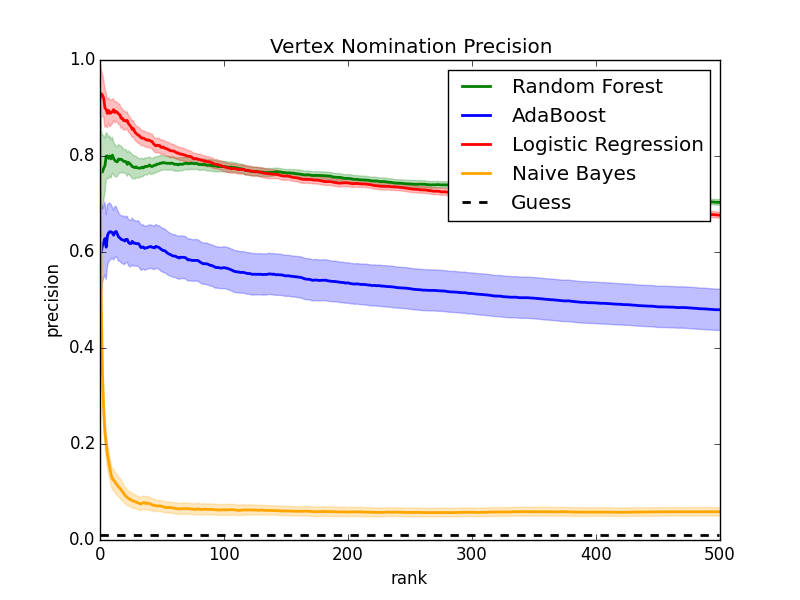 Vertex Nomination Precision
1.0
0.8
0.6
0.4
0.2
0.0
precision
Random Forest
AdaBoost
Logistic Regression
Naive Bayes
Guess
0 100 200 300 400 500
rank